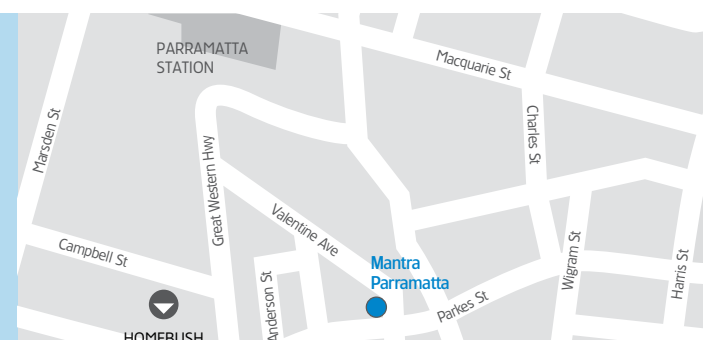 PARRAMATTA
STATION
Macquarie St
Marsden St
Charles St
Great Western Hwy
Valentine Ave
Campbell St
Wigram St
Harris St
Mantra
Parramatta
Anderson St
Parkes St
HOMEBUSH